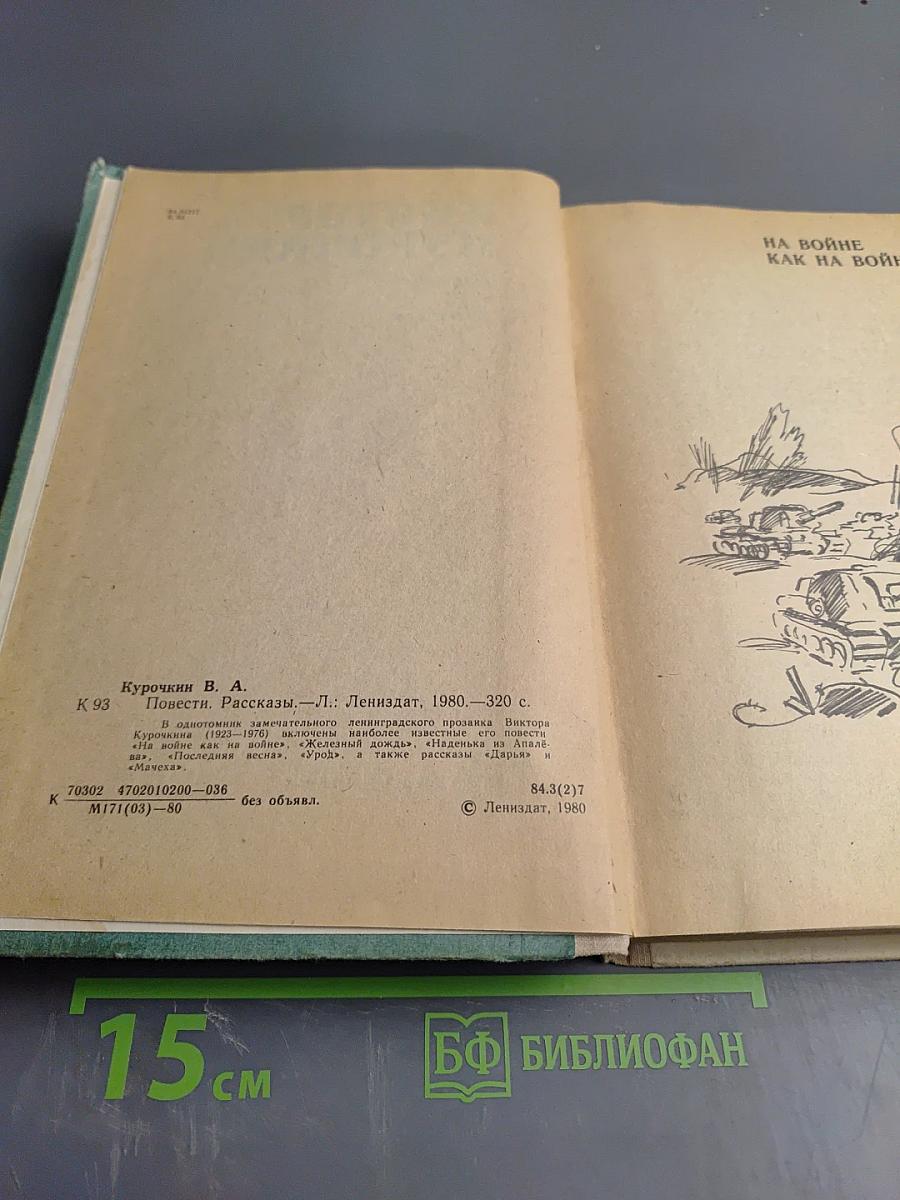 Курочкин В. А.
К 93 Повести. Рассказы.—Л.: Лениздат, 1980.—320 с.
В однотомник замечательного ленинградского прозаика Виктора
Курочкина (1923—1976) включены наиболее известные его повести
«На войне как на войне», «Железный дождь», «Наденька из Апалё-
ва», «Последняя весна», «Урод», а также рассказы «Дарья» и
«Мачеха».
К 70302 4702010200—036
М171(03)—80
без объявл.
84.3(2)7
© Лениздат, 1980
НА ВОЙНЕ
КАК НА ВОЙН
15 см
БФ БИБЛИОФАН